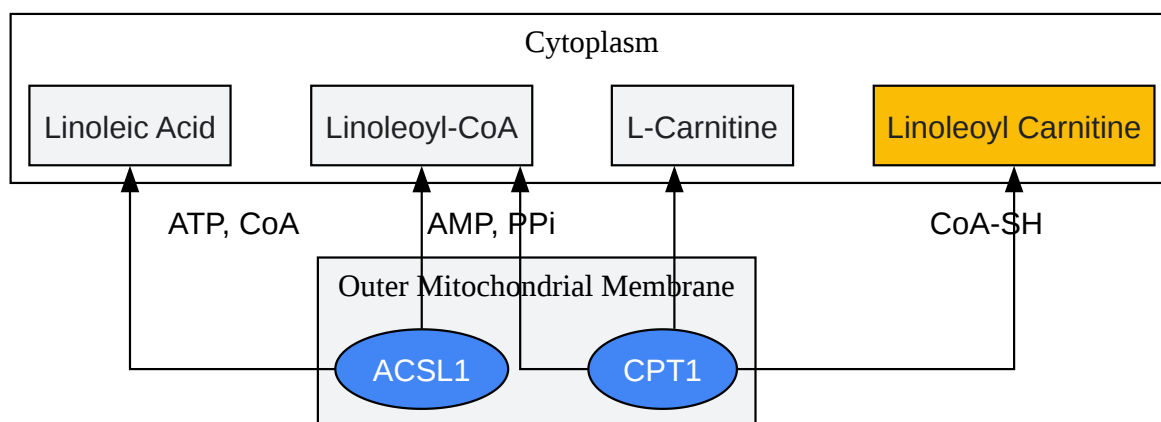 Cytoplasm
Linoleic Acid
Linoleoyl-CoA
L-Carnitine
Linoleoyl Carnitine
ATP, CoA
AMP, PPi
CoA-SH
Outer Mitochondrial Membrane
ACSL1
CPT1